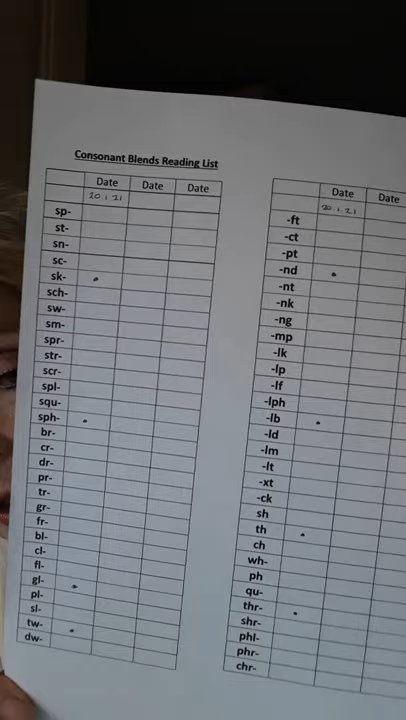 Consonant Blends Reading List
Date Date Date
20.1.21
sp-
st-
sn-
sc-
sk-
sch-
sw-
sm-
spr-
str-
scr-
spl-
squ-
sph-
br-
cr-
dr-
pr-
tr-
gr-
fr-
bl-
cl-
fl-
gl-
pl-
sl-
tw-
dw-
Date Date
20.1.21
-ft
-ct
-pt
-nd
-nt
-nk
-ng
-mp
-lk
-lp
-lf
-lph
-lb
-ld
-lm
-lt
-xt
-ck
sh
th
ch
wh-
ph
qu-
thr-
shr-
phl-
phr-
chr-